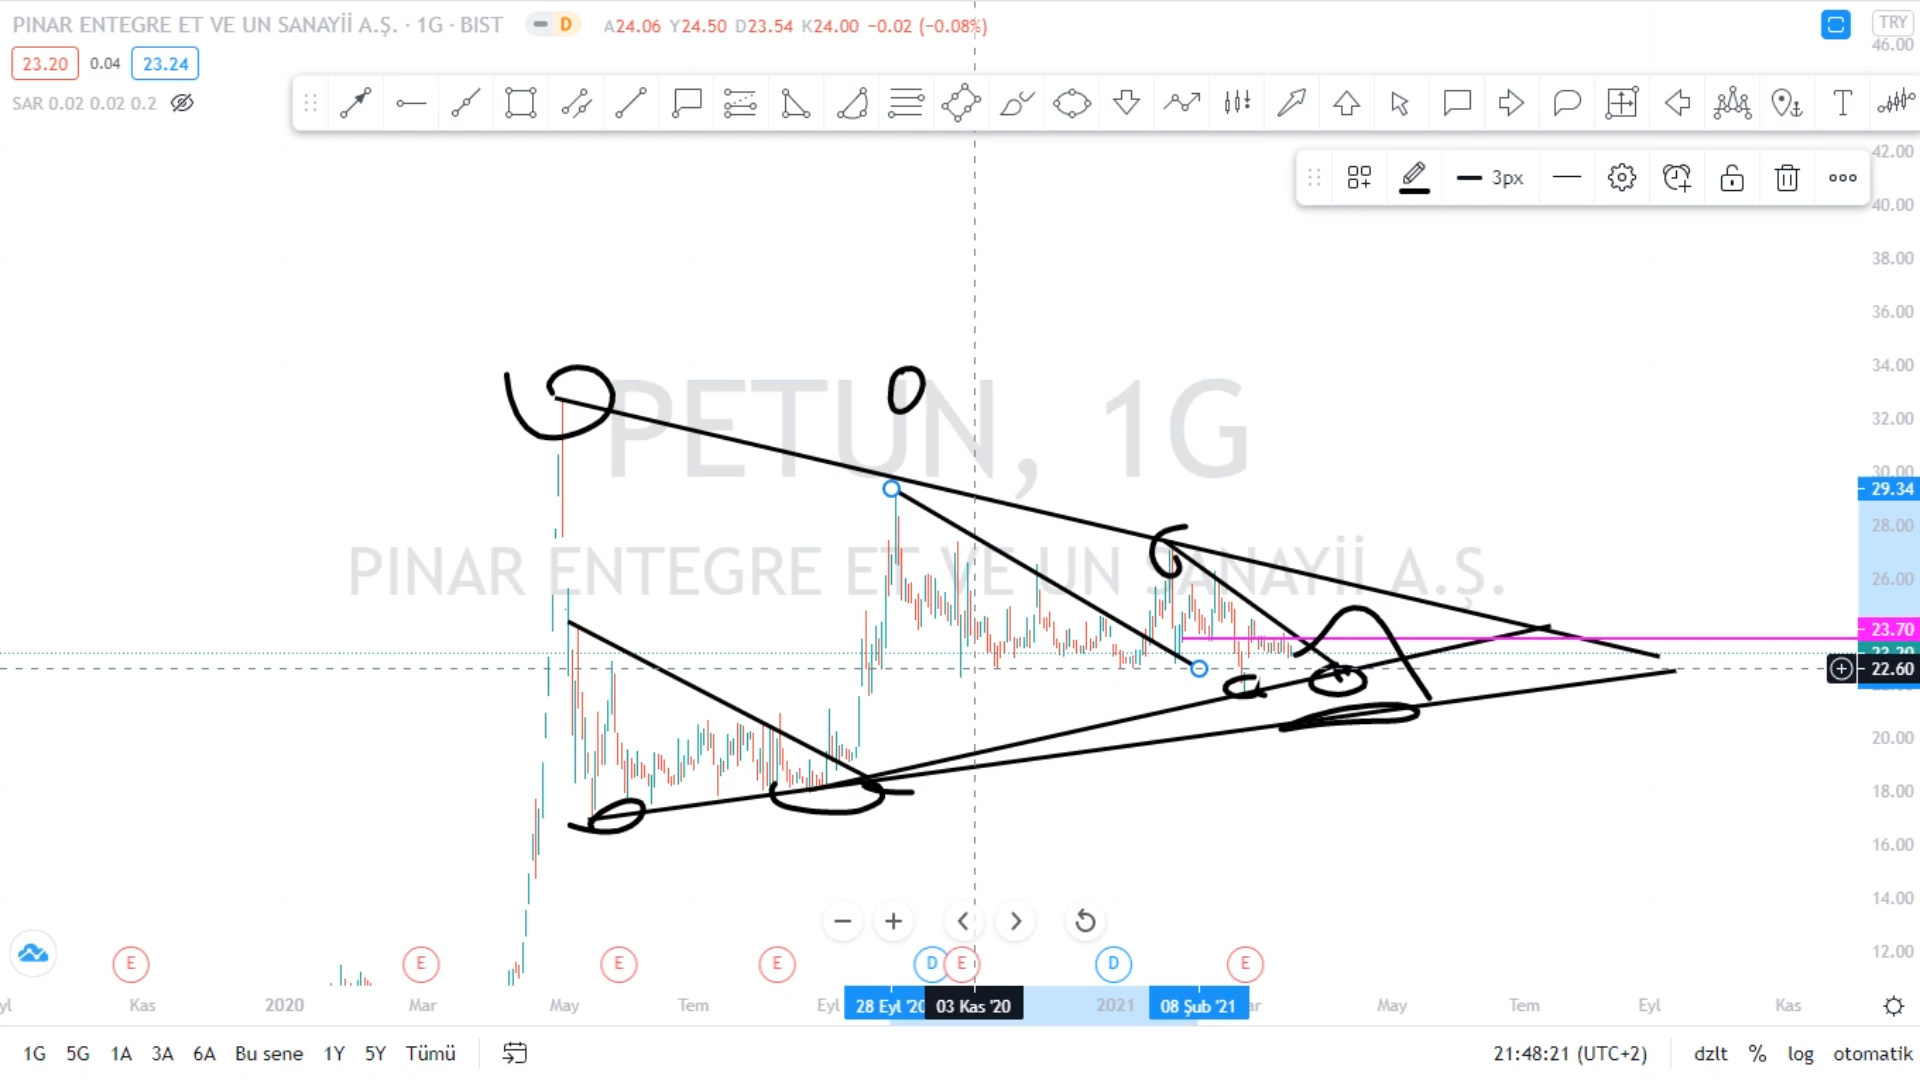 PINAR ENTEGRE ET VE UN SANAYİİ A.Ş. · 1G · BIST D A24.06 Y24.50 D23.54 K24.00 −0.02 (−0.08%)
TRY
46.00
23.20 0.04 23.24
SAR 0.02 0.02 0.2
T
42.00
3px
40.00
38.00
36.00
34.00
32.00
PETUN, 1G
30.00
29.34
28.00
PINAR ENTEGRE ET VE UN SANAYİİ A.Ş.
26.00
23.70
22.60
20.00
18.00
16.00
14.00
12.00
E E E E D E D E
Kas 2020 Mar May Tem Eyl 28 Eyl '20 03 Kas '20 2021 08 Şub '21 May Tem Eyl Kas
1G 5G 1A 3A 6A Bu sene 1Y 5Y Tümü 21:48:21 (UTC+2) dzlt % log otomatik